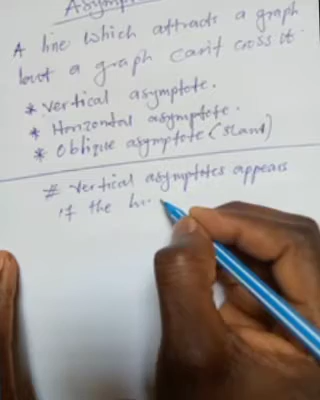 Asymp
A line which attracts a graph
but a graph can't cross it.
* Vertical asymptote.
* Horizontal asymptote.
* Oblique asymptote (slant)
# Vertical asymptotes appears
if the